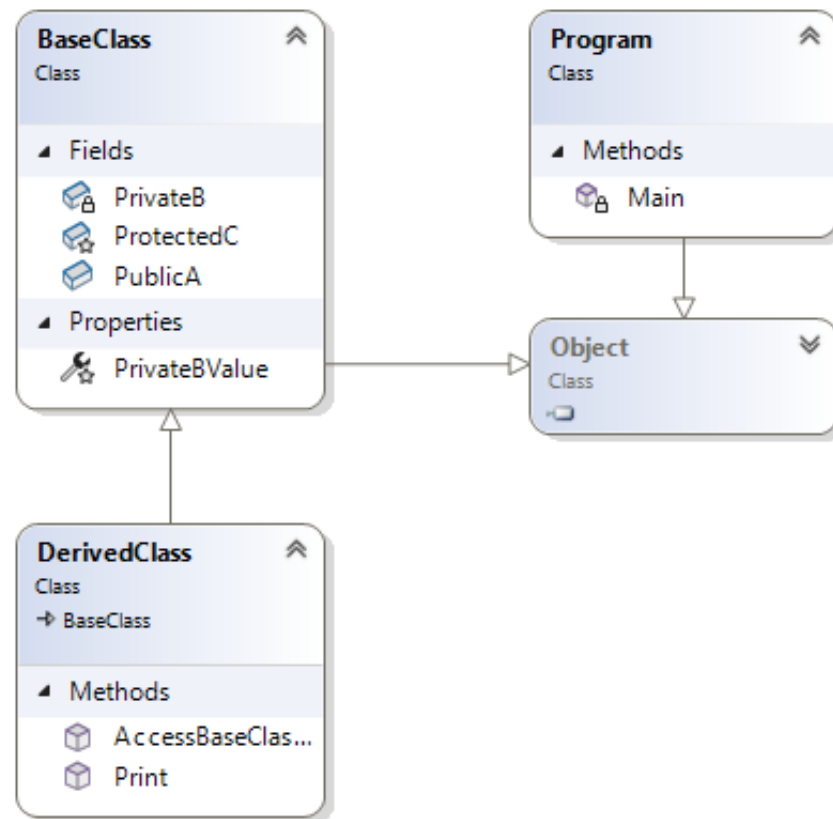 BaseClass
Class
Fields
PrivateB
ProtectedC
PublicA
Properties
PrivateBValue
Program
Class
Methods
Main
Object
Class
DerivedClass
Class
BaseClass
Methods
AccessBaseClas...
Print